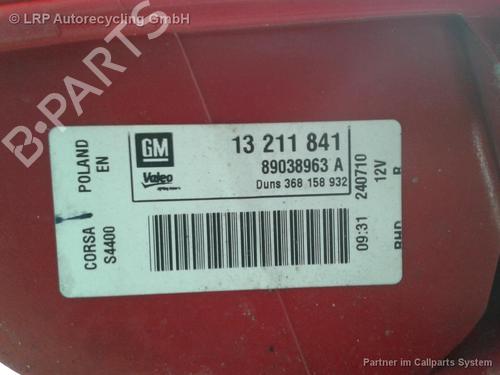 © LRP Autorecycling GmbH
B-PARTS
GM
Valeo
13 211 841
89038963 A
Duns 368 158 932
POLAND
EN
CORSA
S4400
240710
12V
R
09:31
RHD
Partner im Callparts System